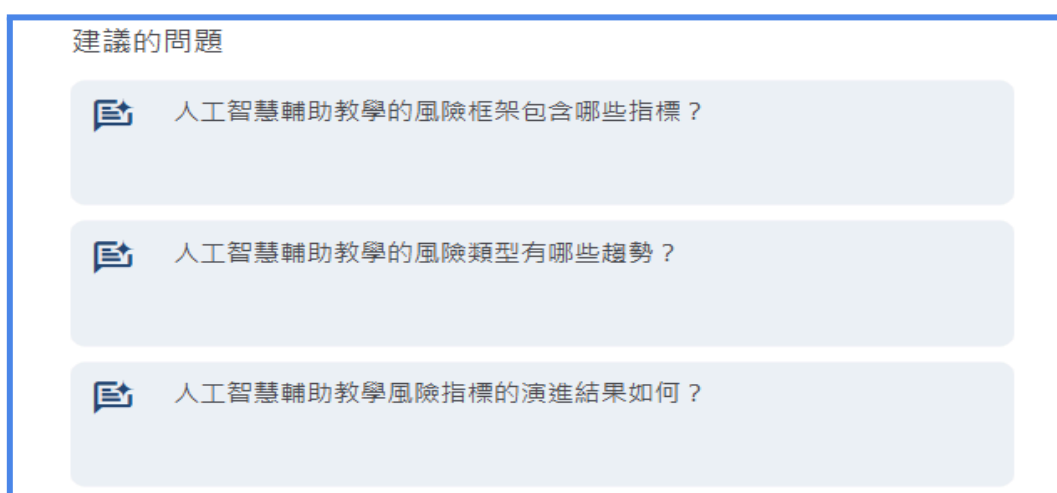 建議的問題
人工智慧輔助教學的風險框架包含哪些指標？
人工智慧輔助教學的風險類型有哪些趨勢？
人工智慧輔助教學風險指標的演進結果如何？